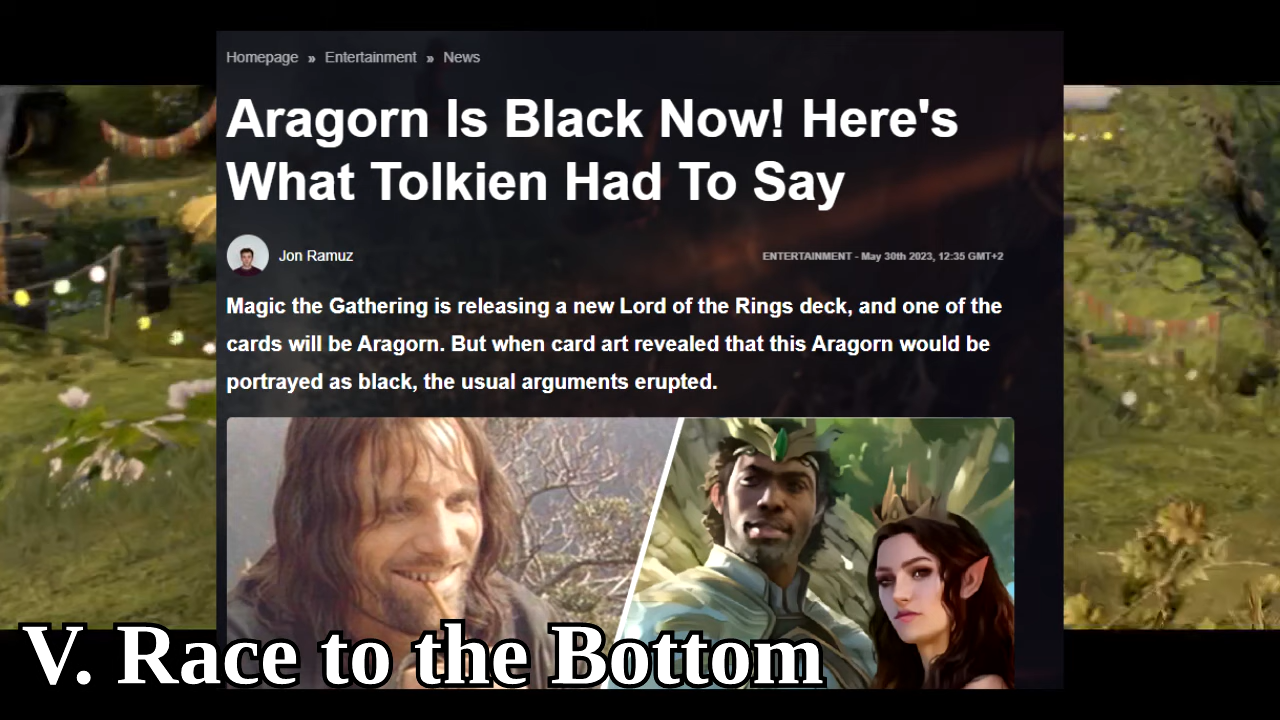 Homepage » Entertainment » News
Aragorn Is Black Now! Here's
What Tolkien Had To Say
Jon Ramuz
ENTERTAINMENT - May 30th 2023, 12:35 GMT+2
Magic the Gathering is releasing a new Lord of the Rings deck, and one of the
cards will be Aragorn. But when card art revealed that this Aragorn would be
portrayed as black, the usual arguments erupted.
V. Race to the Bottom